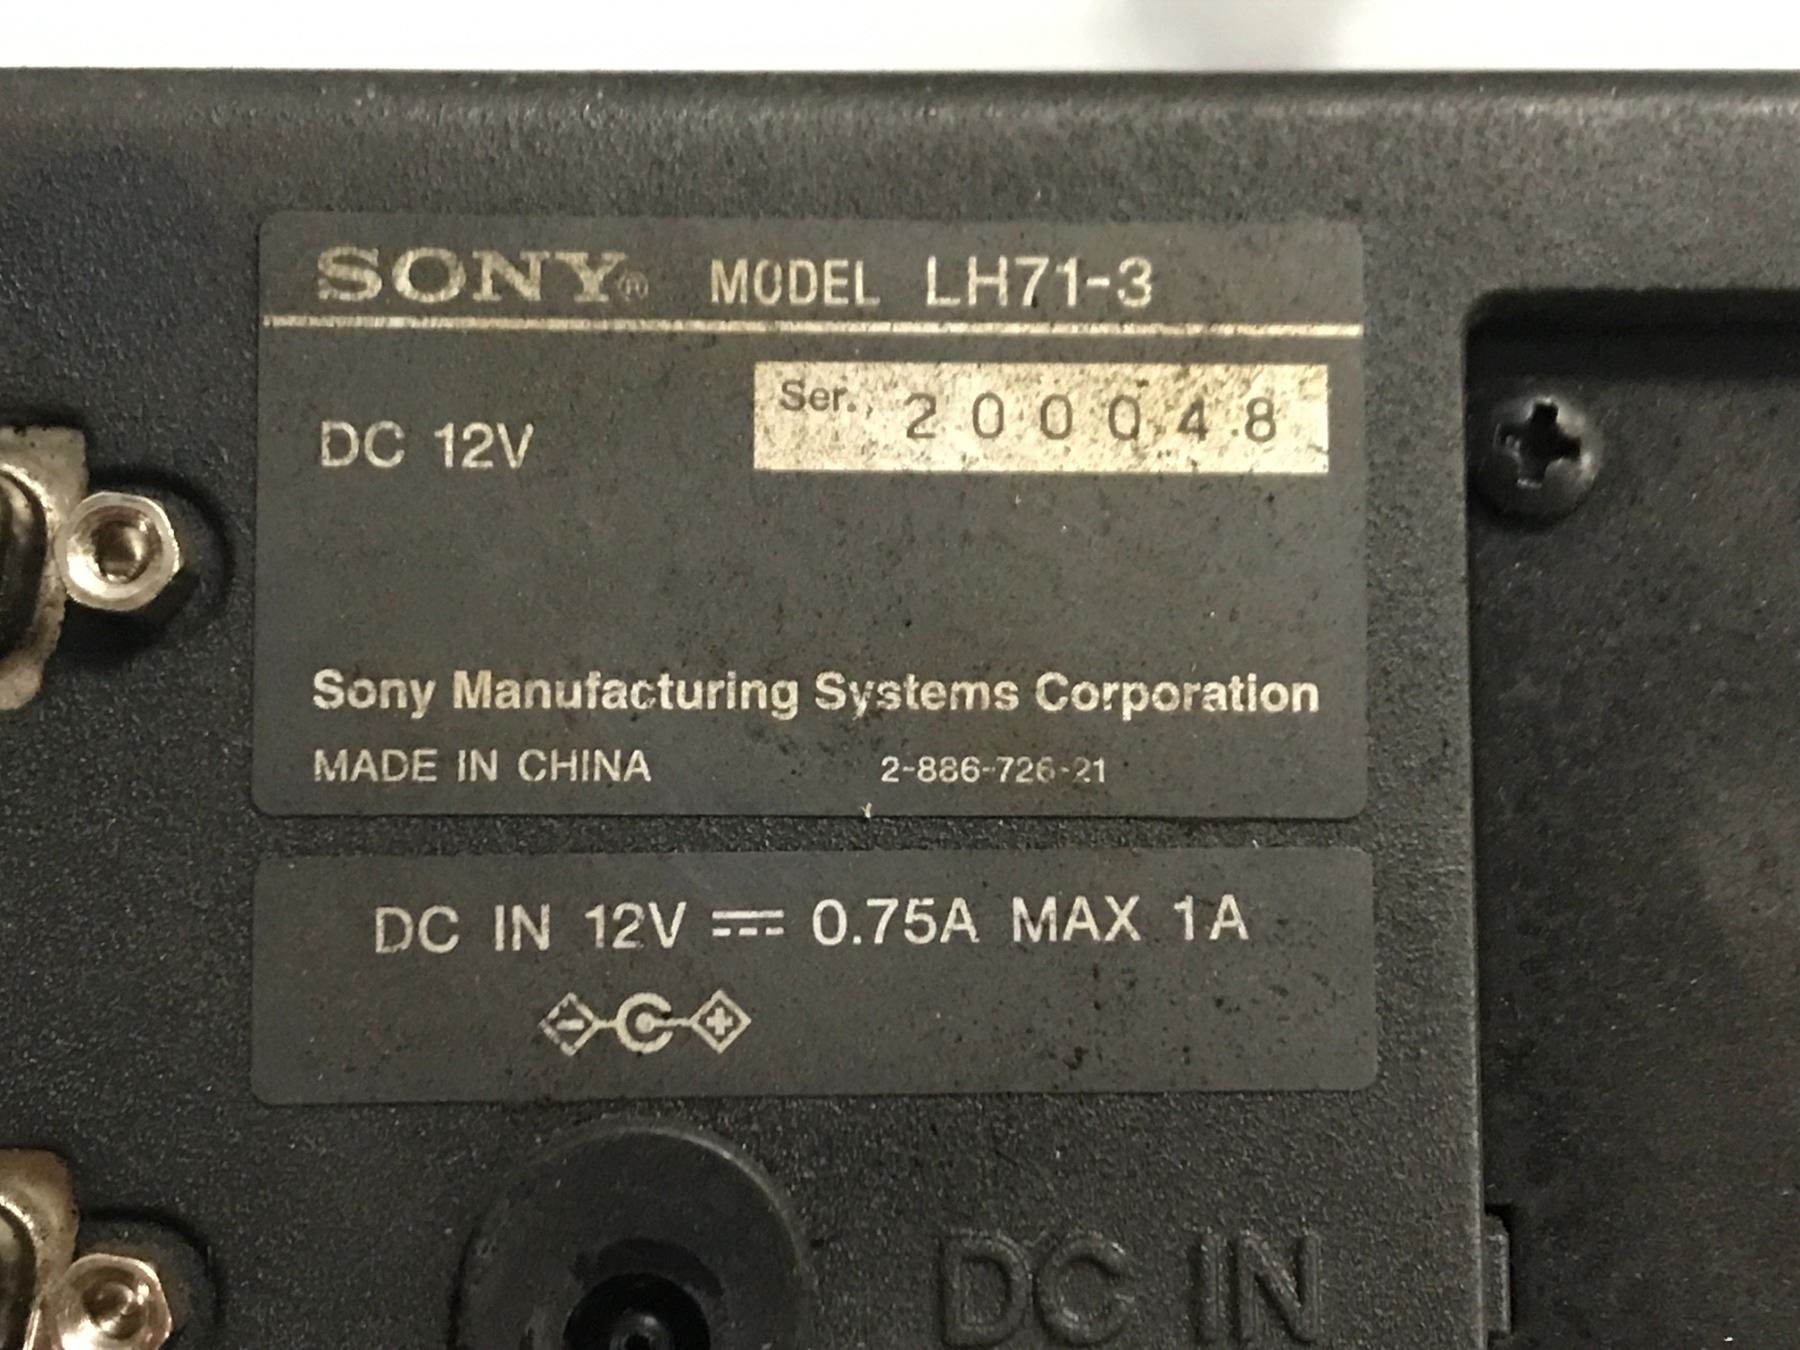 SONY® MODEL LH71-3
DC 12V
Ser. 200048
Sony Manufacturing Systems Corporation
MADE IN CHINA 2-886-726-21
DC IN 12V ⎓ 0.75A MAX 1A
DC IN